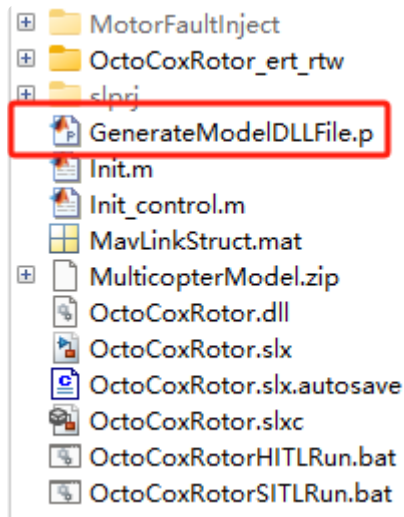 MotorFaultInject
OctoCoxRotor_ert_rtw
slprj
GenerateModelDLLFile.p
Init.m
Init_control.m
MavLinkStruct.mat
MulticopterModel.zip
OctoCoxRotor.dll
OctoCoxRotor.slx
OctoCoxRotor.slx.autosave
OctoCoxRotor.slxc
OctoCoxRotorHITLRun.bat
OctoCoxRotorSITLRun.bat